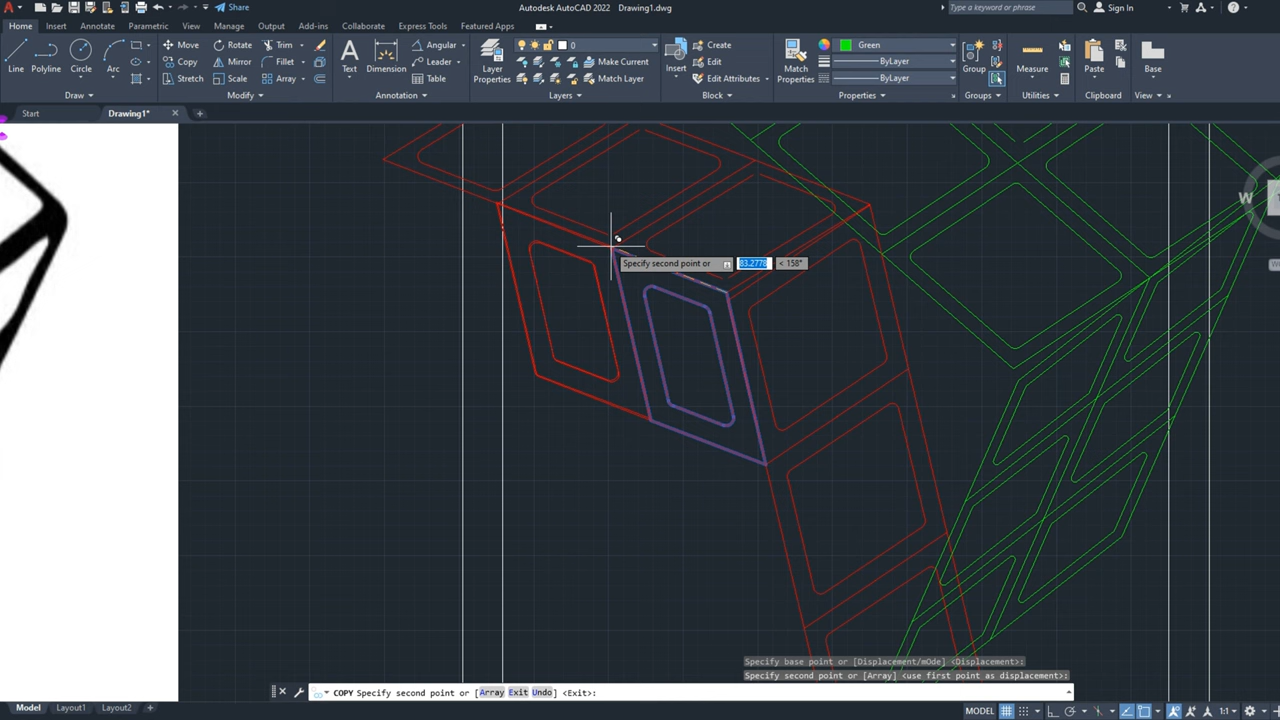 Share
Autodesk AutoCAD 2022 Drawing1.dwg
Type a keyword or phrase
Sign In
Home Insert Annotate Parametric View Manage Output Add-ins Collaborate Express Tools Featured Apps
Move Rotate Trim
Angular
0
Create
Green
Copy Mirror Fillet
Leader
Make Current
Edit
ByLayer
Stretch Scale Array
Table
Match Layer
Edit Attributes
ByLayer
Line Polyline Circle Arc
Text Dimension
Layer
Properties
Insert
Match
Properties
Group
Measure
Paste
Base
Draw Modify Annotation Layers Block Properties Groups Utilities Clipboard View
Start Drawing1*
W
Specify second point or 83.2778 < 158°
Specify base point or [Displacement/mOde] <Displacement>:
Specify second point or [Array] <use first point as displacement>:
COPY Specify second point or [Array Exit Undo] <Exit>:
Model Layout1 Layout2 +
MODEL 1:1